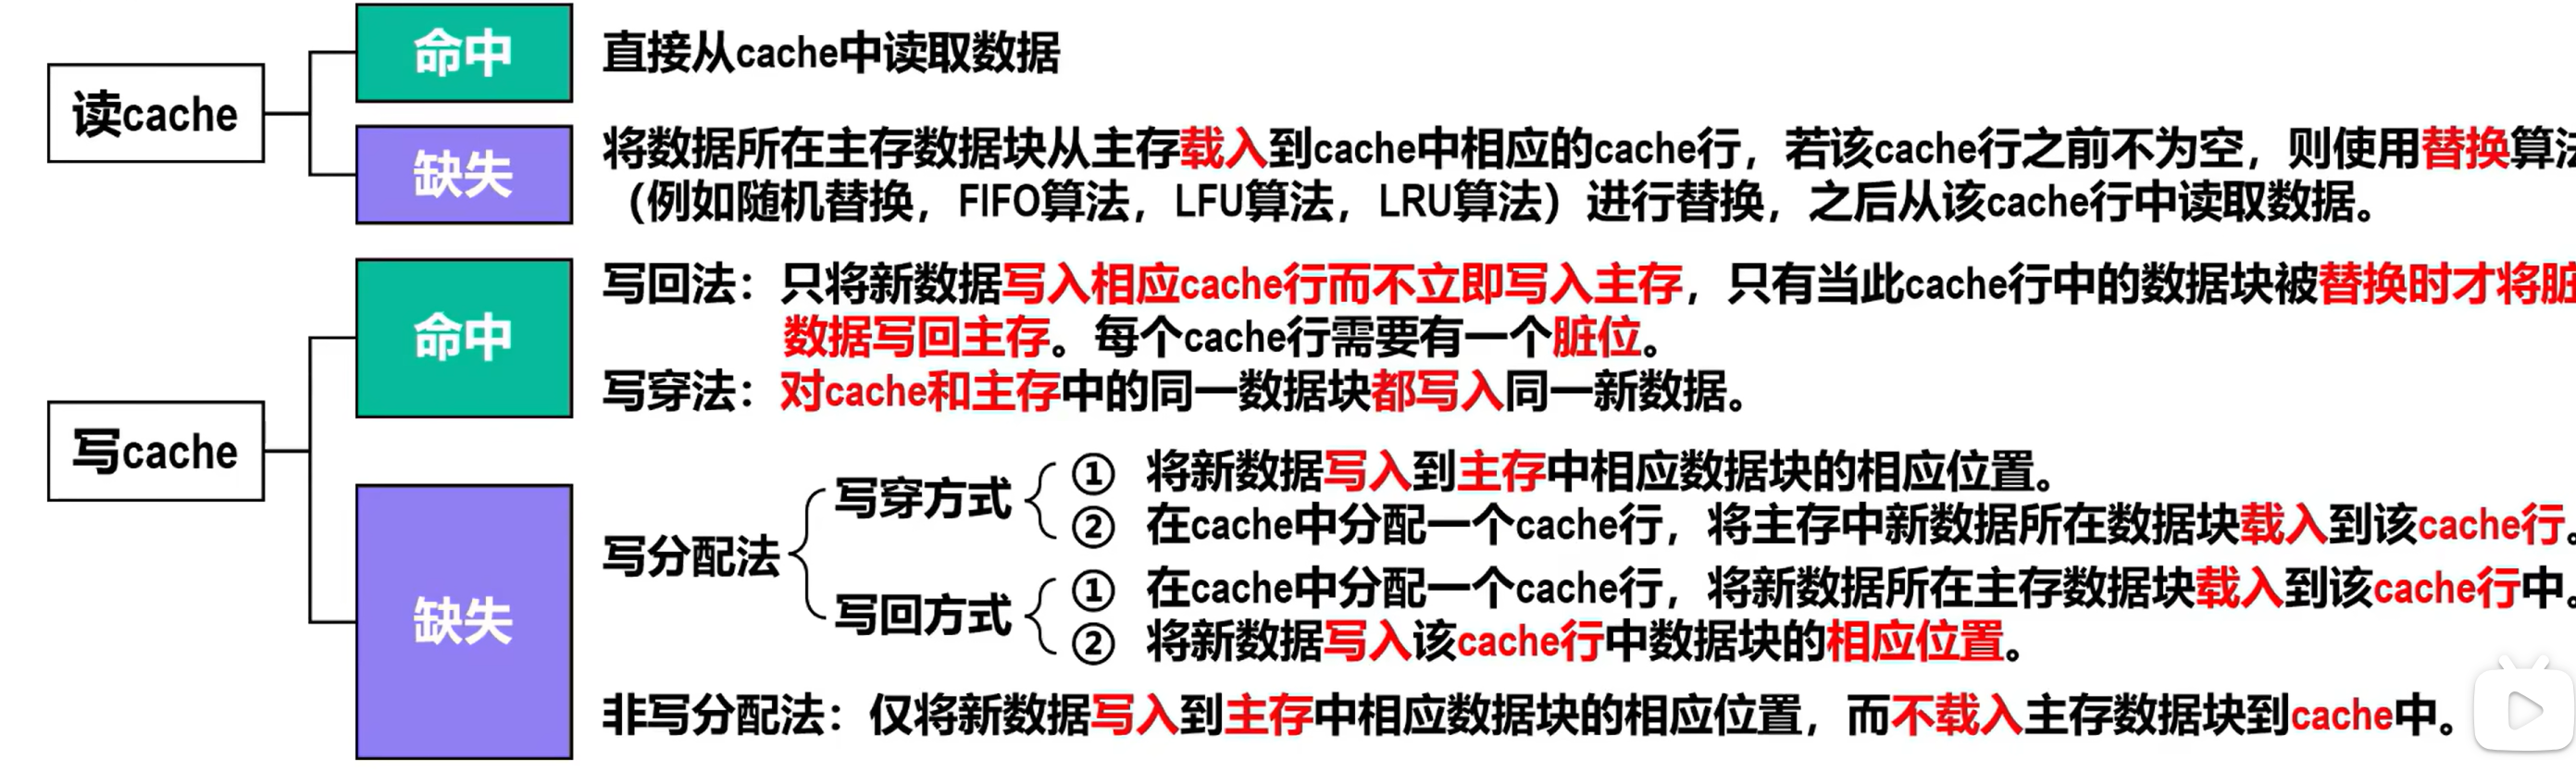 读cache
命中
直接从cache中读取数据
缺失
将数据所在主存数据块从主存载入到cache中相应的cache行，若该cache行之前不为空，则使用替换算法
（例如随机替换，FIFO算法，LFU算法，LRU算法）进行替换，之后从该cache行中读取数据。
写cache
命中
写回法：只将新数据写入相应cache行而不立即写入主存，只有当此cache行中的数据块被替换时才将脏
数据写回主存。每个cache行需要有一个脏位。
写穿法：对cache和主存中的同一数据块都写入同一新数据。
缺失
写分配法
写穿方式
① 将新数据写入到主存中相应数据块的相应位置。
② 在cache中分配一个cache行，将主存中新数据所在数据块载入到该cache行。
写回方式
① 在cache中分配一个cache行，将新数据所在主存数据块载入到该cache行中。
② 将新数据写入该cache行中数据块的相应位置。
非写分配法：仅将新数据写入到主存中相应数据块的相应位置，而不载入主存数据块到cache中。